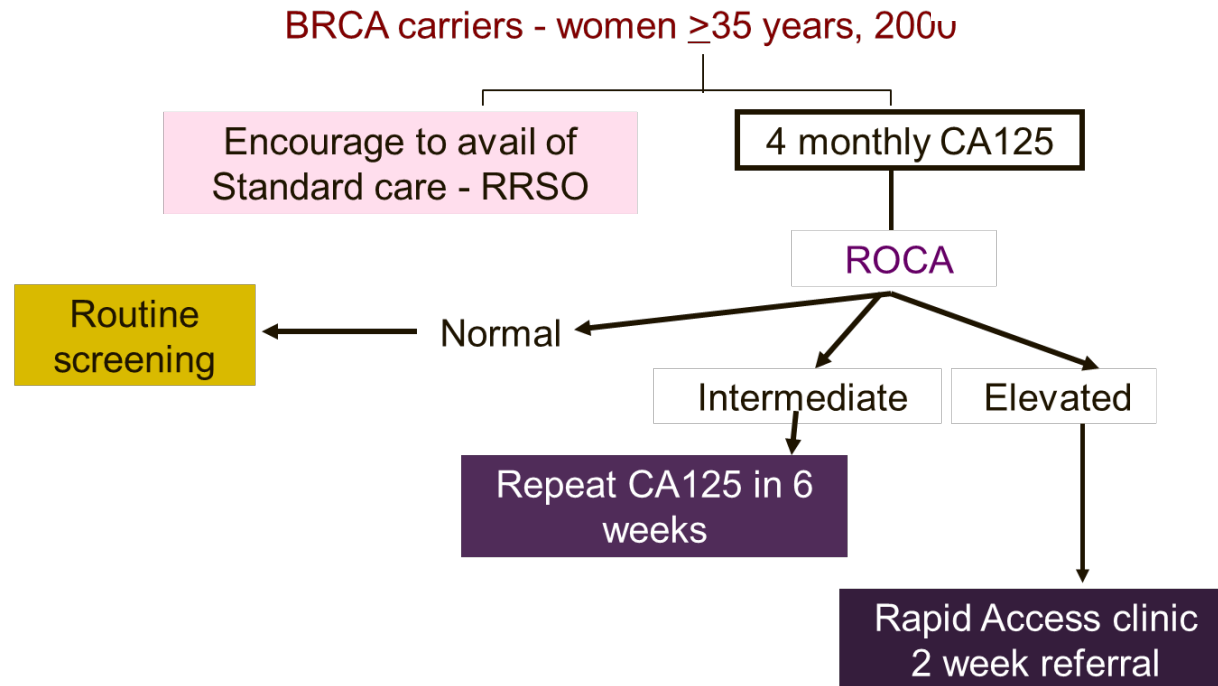 BRCA carriers - women ≥35 years,
Encourage to avail of
Standard care - RRSO
4 monthly CA125
ROCA
Routine
screening
Normal
Intermediate
Elevated
Repeat CA125 in 6
weeks
Rapid Access clinic
2 week referral